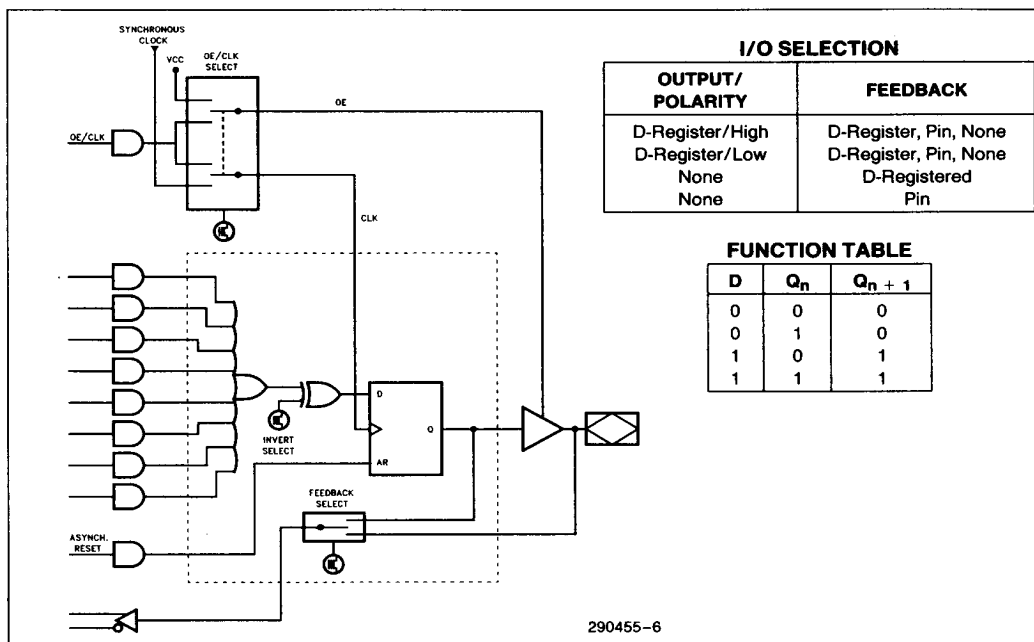 SYNCHRONOUS
CLOCK
VCC
OE/CLK
SELECT
OE
OE/CLK
CLK
D
Q
AR
INVERT
SELECT
FEEDBACK
SELECT
ASYNCH.
RESET
I/O SELECTION
OUTPUT/
POLARITY
FEEDBACK
D-Register/High
D-Register, Pin, None
D-Register/Low
D-Register, Pin, None
None
D-Registered
None
Pin
FUNCTION TABLE
D Qn Qn + 1
0 0 0
0 1 0
1 0 1
1 1 1
290455-6